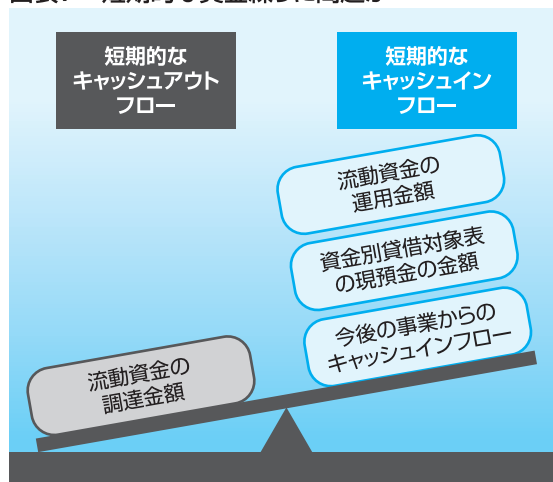 短期的な
キャッシュアウト
フロー
短期的な
キャッシュイン
フロー
流動資金の
運用金額
資金別貸借対照表
の現預金の金額
今後の事業からの
キャッシュインフロー
流動資金の
調達金額